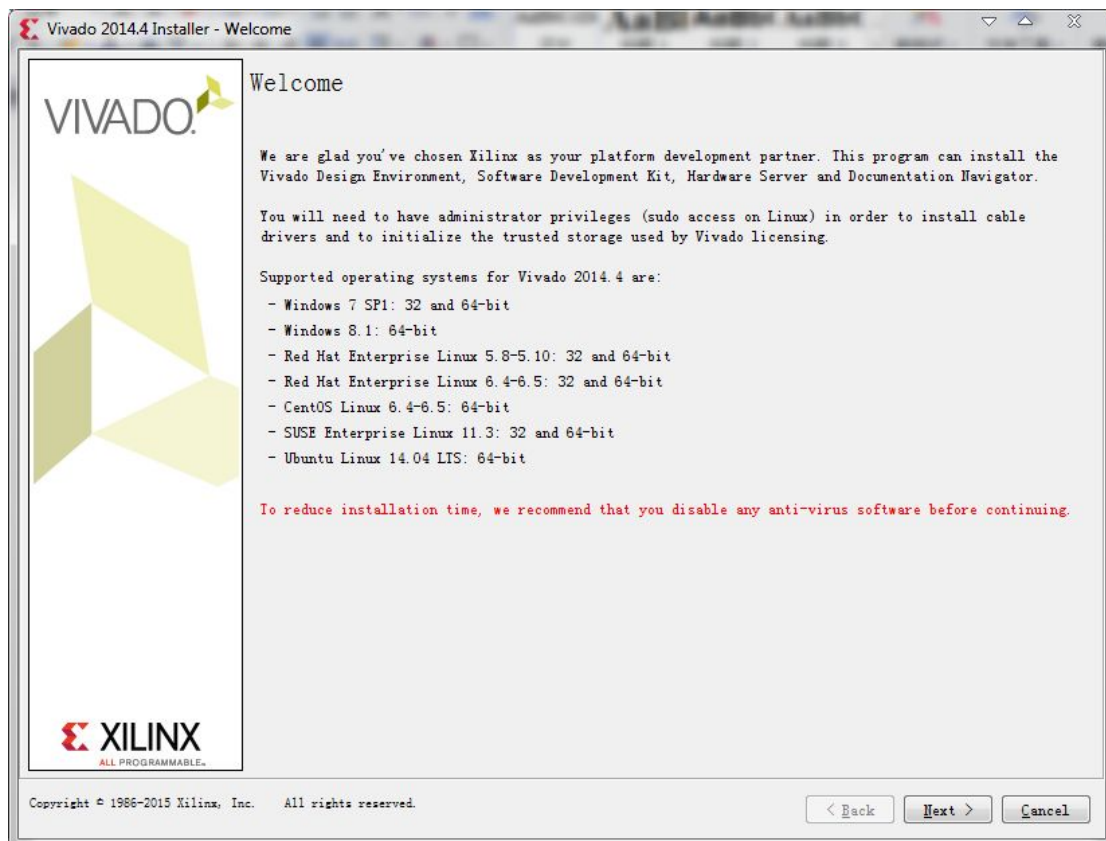 Vivado 2014.4 Installer - Welcome
VIVADO.
Welcome
We are glad you've chosen Xilinx as your platform development partner. This program can install the
Vivado Design Environment, Software Development Kit, Hardware Server and Documentation Navigator.
You will need to have administrator privileges (sudo access on Linux) in order to install cable
drivers and to initialize the trusted storage used by Vivado licensing.
Supported operating systems for Vivado 2014.4 are:
- Windows 7 SP1: 32 and 64-bit
- Windows 8.1: 64-bit
- Red Hat Enterprise Linux 5.8-5.10: 32 and 64-bit
- Red Hat Enterprise Linux 6.4-6.5: 32 and 64-bit
- CentOS Linux 6.4-6.5: 64-bit
- SUSE Enterprise Linux 11.3: 32 and 64-bit
- Ubuntu Linux 14.04 LTS: 64-bit
To reduce installation time, we recommend that you disable any anti-virus software before continuing.
XILINX
ALL PROGRAMMABLE™
Copyright © 1986-2015 Xilinx, Inc. All rights reserved.
< Back Next > Cancel